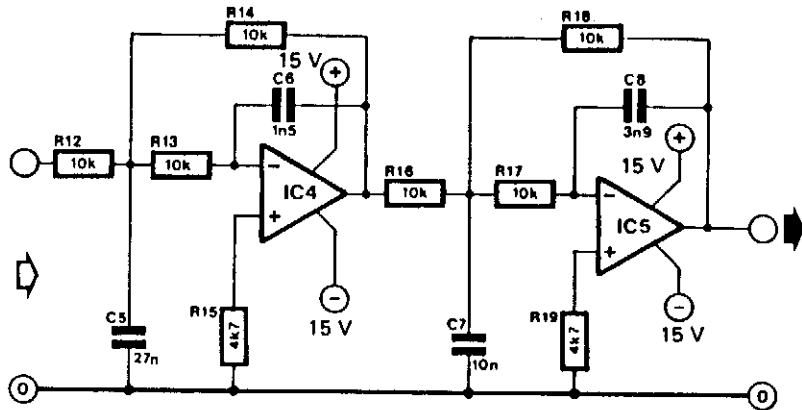 R14
10k
15 V
+
C6
1n5
R12
10k
R13
10k
−
IC4
+
R15
4k7
−
15 V
C5
27n
R16
10k
R18
10k
C8
3n9
+
15 V
R17
10k
−
IC5
+
R19
4k7
−
15 V
C7
10n
0
0